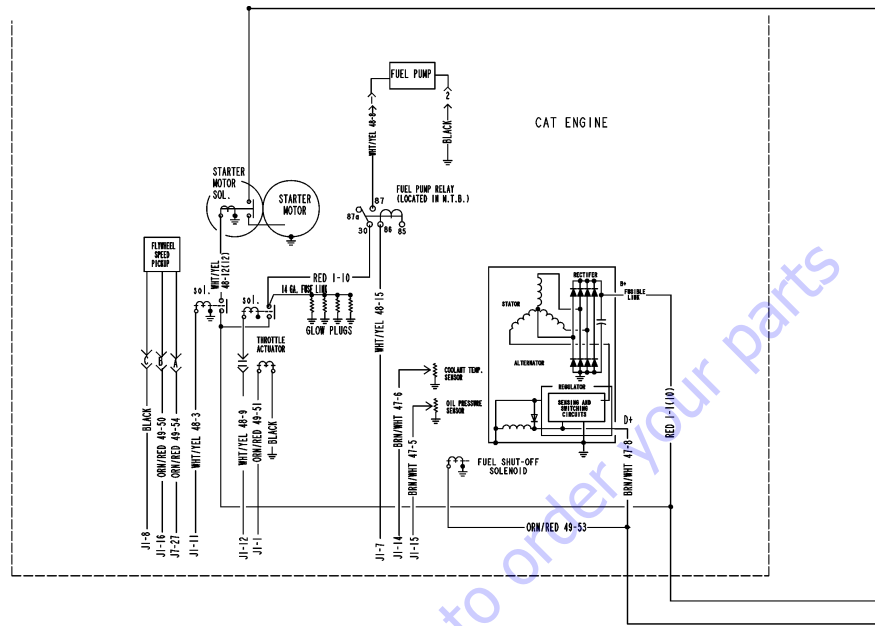 FUEL PUMP
1
2
WHT/YEL 48-8
BLACK
CAT ENGINE
STARTER
MOTOR
SOL.
STARTER
MOTOR
FUEL PUMP RELAY
(LOCATED IN M.T.B.)
87
87a
30
86
85
FLYWHEEL
SPEED
PICKUP
WHT/YEL
48-12(12)
RED 1-10
14 GA. FUSE LINK
SOL.
SOL.
GLOW PLUGS
THROTTLE
ACTUATOR
RECTIFER
B+
FUSIBLE
LINK
STATOR
ALTERNATOR
COOLANT TEMP.
SENSOR
OIL PRESSURE
SENSOR
REGULATOR
SENSING AND
SWITCHING
CIRCUITS
D+
FUEL SHUT-OFF
SOLENOID
C
B
A
BLACK
ORN/RED 49-50
ORN/RED 49-54
WHT/YEL 48-3
WHT/YEL 48-9
ORN/RED 49-51
BLACK
WHT/YEL 48-15
BRN/WHT 47-6
BRN/WHT 47-5
BRN/WHT 47-8
RED 1-1(10)
ORN/RED 49-53
J1-8
J1-16
J7-27
J1-11
J1-12
J1-1
J1-7
J1-14
J1-15
to order your parts